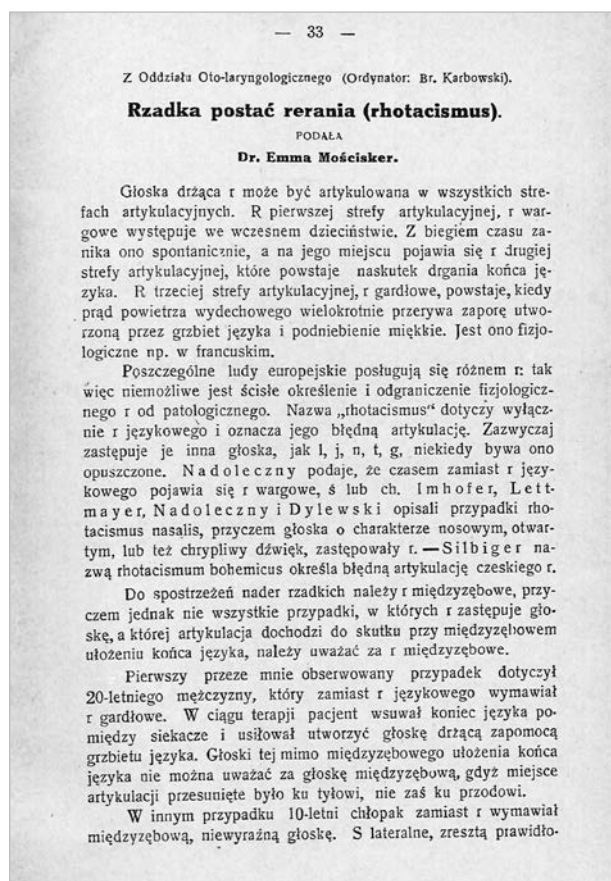 — 33 —
Z Oddziału Oto-laryngologicznego (Ordynator: Br. Karbowski).
Rzadka postać rerania (rhotacismus).
PODAŁA
Dr. Emma Mościsker.
Głoska drżąca r może być artykulowana w wszystkich stre-
fach artykulacyjnych. R pierwszej strefy artykulacyjnej, r war-
gowe występuje we wczesnem dzieciństwie. Z biegiem czasu za-
nika ono spontanicznie, a na jego miejscu pojawia się r drugiej
strefy artykulacyjnej, które powstaje naskutek drgania końca ję-
zyka. R trzeciej strefy artykulacyjnej, r gardłowe, powstaje, kiedy
prąd powietrza wydechowego wielokrotnie przerywa zaporę utwo-
rzoną przez grzbiet języka i podniebienie miękkie. Jest ono fizjo-
logiczne np. w francuskim.
Poszczególne ludy europejskie posługują się różnem r: tak
więc niemożliwe jest ścisłe określenie i odgraniczenie fizjologicz-
nego r od patologicznego. Nazwa „rhotacismus“ dotyczy wyłącz-
nie r językowego i oznacza jego błędną artykulację. Zazwyczaj
zastępuje je inna głoska, jak l, j, n, t, g, niekiedy bywa ono
opuszczone. Nadoleczny podaje, że czasem zamiast r języ-
kowego pojawia się r wargowe, ś lub ch. Imhofer, Lett-
mayer, Nadoleczny i Dylewski opisali przypadki rho-
tacismus nasalis, przyczem głoska o charakterze nosowym, otwar-
tym, lub też chrypliwy dźwięk, zastępowały r. — Silbiger na-
zwą rhotacismum bohemicus określa błędną artykulację czeskiego r.
Do spostrzeżeń nader rzadkich należy r międzyzębowe, przy-
czem jednak nie wszystkie przypadki, w których r zastępuje gło-
skę, a której artykulacja dochodzi do skutku przy międzyzębowem
ułożeniu końca języka, należy uważać za r międzyzębowe.
Pierwszy przeze mnie obserwowany przypadek dotyczył
20-letniego mężczyzny, który zamiast r językowego wymawiał
r gardłowe. W ciągu terapji pacjent wsuwał koniec języka po-
między siekacze i usiłował utworzyć głoskę drżącą zapomocą
grzbietu języka. Głoski tej mimo międzyzębowego ułożenia końca
języka nie można uważać za głoskę międzyzębową, gdyż miejsce
artykulacji przesunięte było ku tyłowi, nie zaś ku przodowi.
W innym przypadku 10-letni chłopak zamiast r wymawiał
międzyzębową, niewyraźną głoskę. S lateralne, zresztą prawidło-